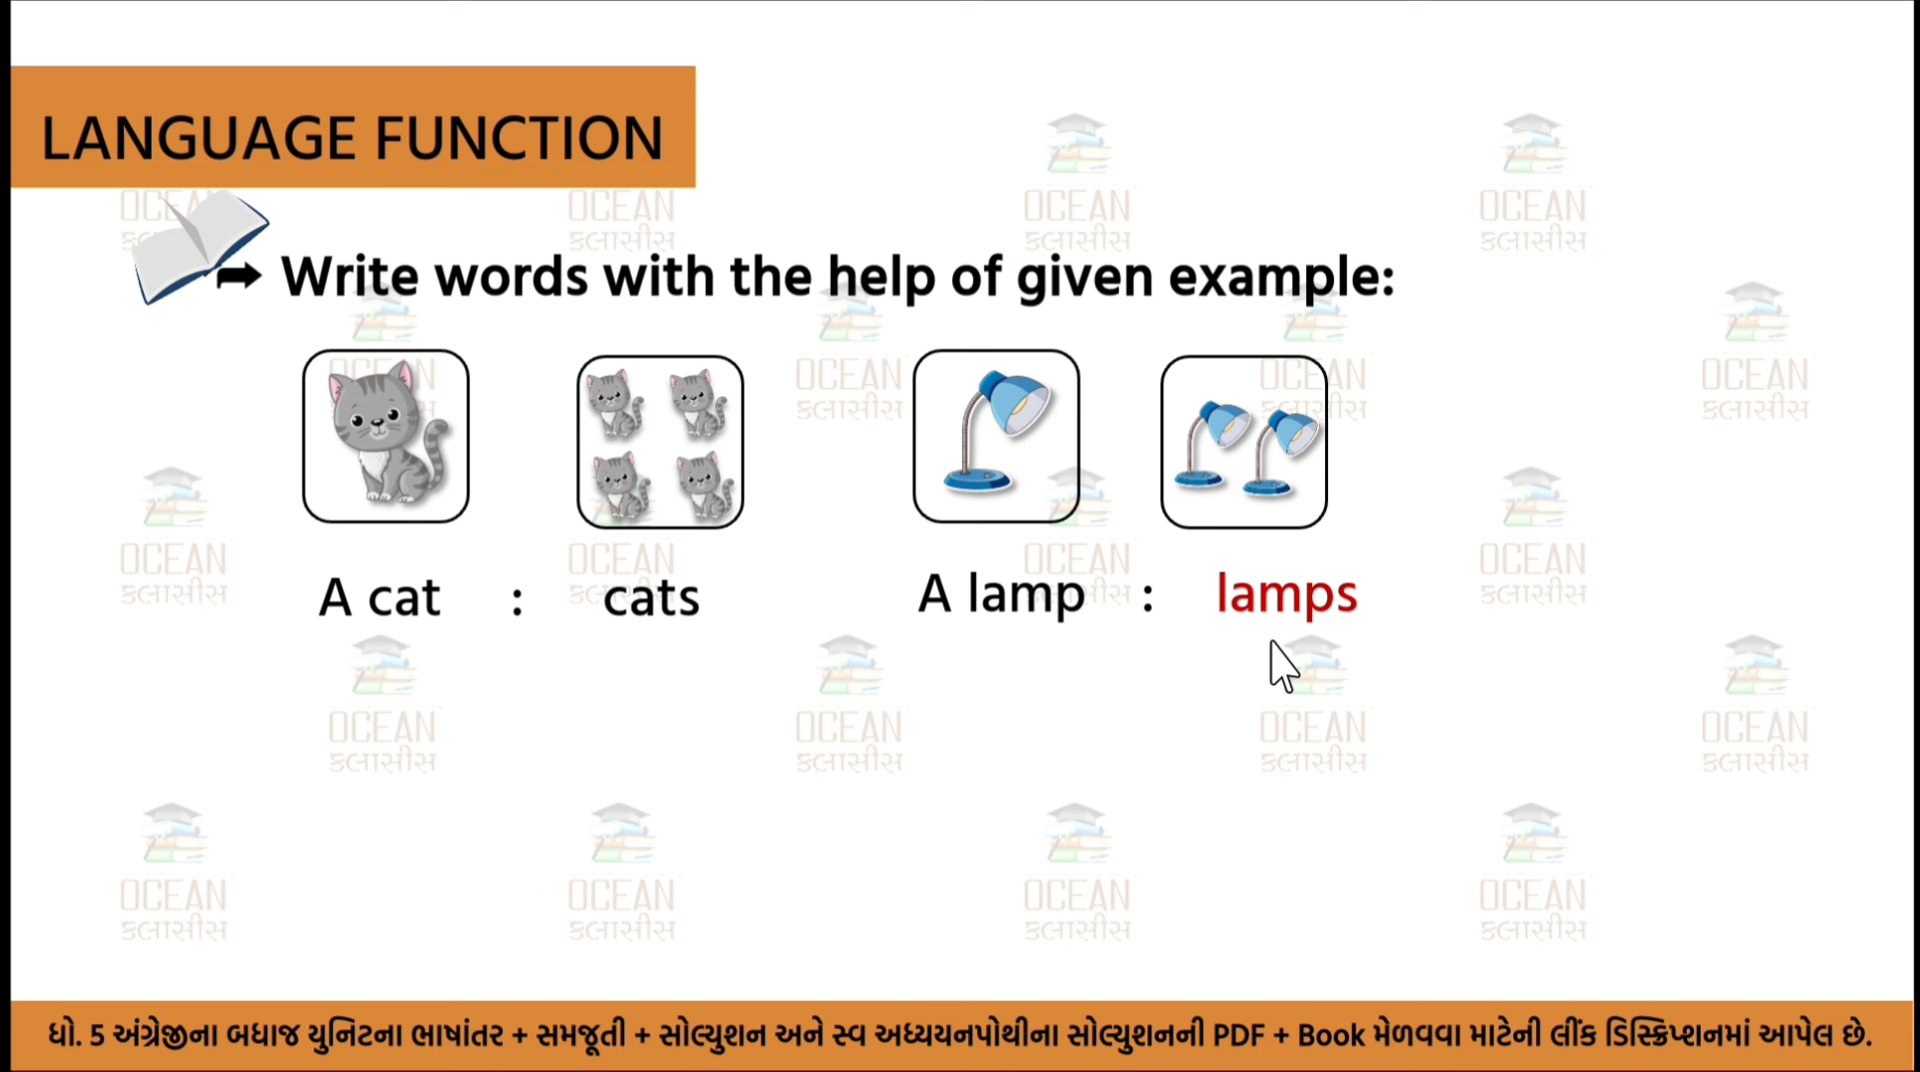 LANGUAGE FUNCTION
➡ Write words with the help of given example:
A cat : cats A lamp : lamps
OCEAN
ક્લાસીસ
ધો. 5 અંગ્રેજીના બધાજ યુનિટના ભાષાંતર + સમજૂતી + સોલ્યુશન અને સ્વ અધ્યયનપોથીના સોલ્યુશનની PDF + Book મેળવવા માટેની લીંક ડિસ્ક્રિપ્શનમાં આપેલ છે.